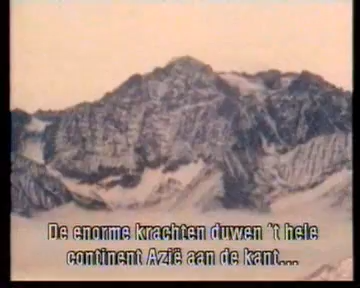 De enorme krachten duwen 't hele
continent Azië aan de kant...